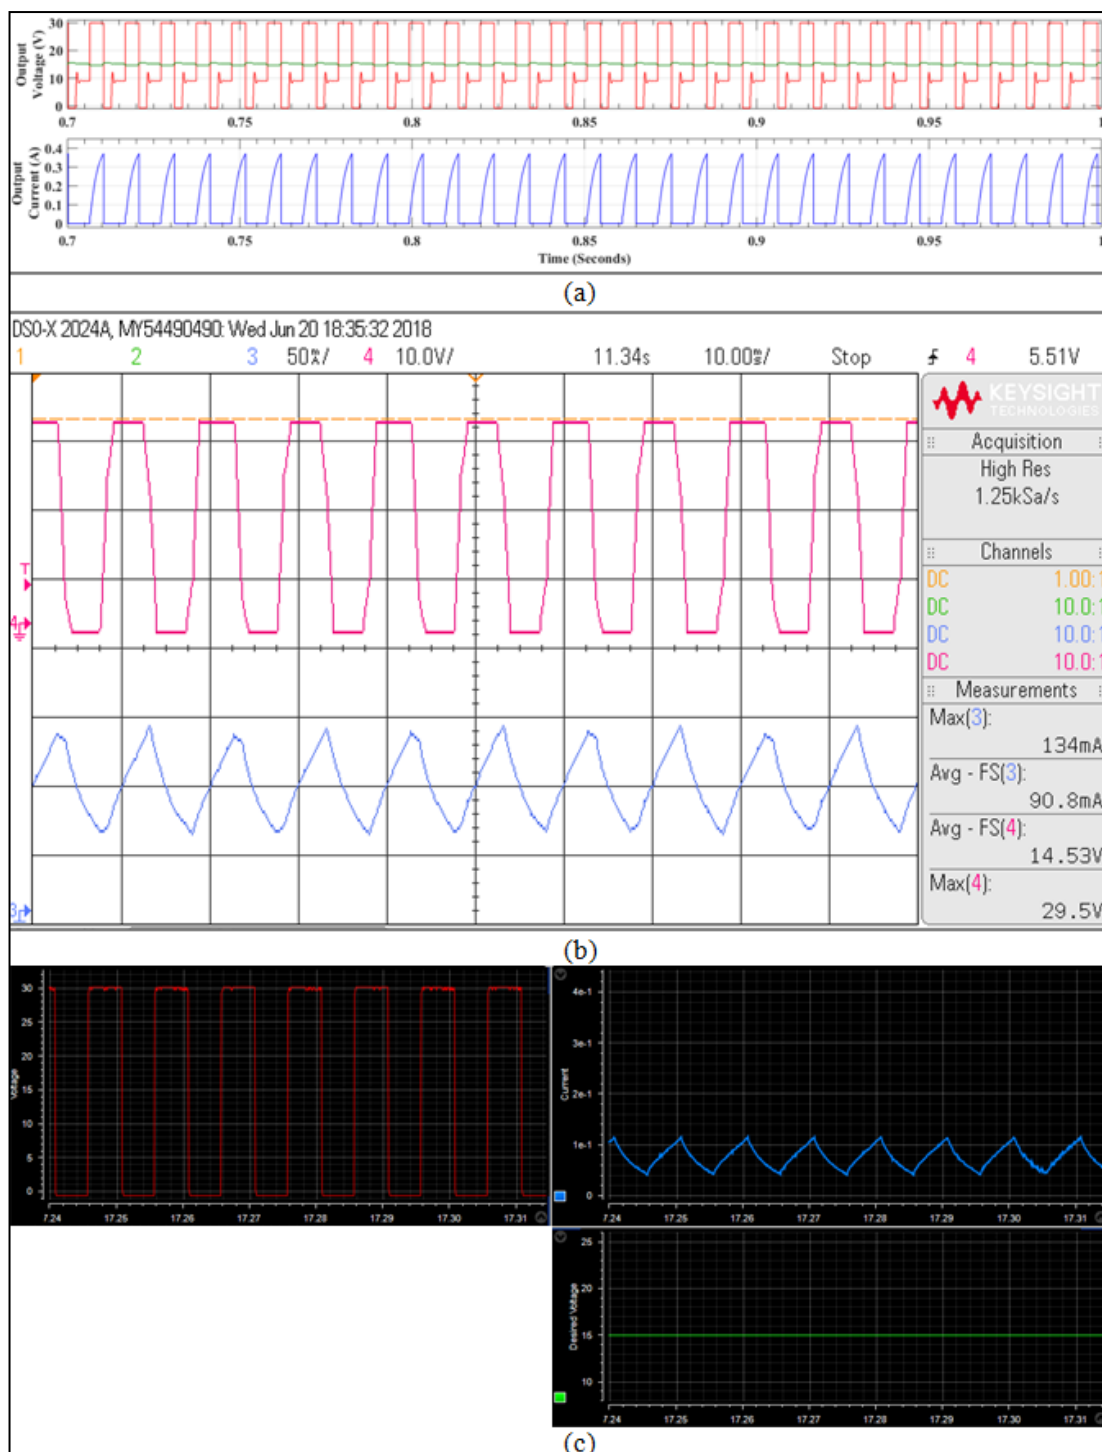 Output
Voltage (V)
30
20
10
0
0.7 0.75 0.8 0.85 0.9 0.95 1
Output
Current (A)
0.4
0.3
0.2
0.1
0
0.7 0.75 0.8 0.85 0.9 0.95 1
Time (Seconds)
(a)
DSO-X 2024A, MY54490490: Wed Jun 20 18:35:32 2018
1 2 3 4 10.0V/ 11.34s Stop 4 5.51V
KEYSIGHT
TECHNOLOGIES
Acquisition
High Res
1.25kSa/s
Channels
DC 1.00:1
DC 10.0:1
DC 10.0:1
DC 10.0:1
Measurements
Max(3):
134mA
Avg - FS(3):
90.8mA
Avg - FS(4):
14.53V
Max(4):
29.5V
T
4
3
(b)
Voltage
30
25
20
15
10
5
0
7.24 17.25 17.26 17.27 17.28 17.29 17.30 17.31
Current
4e-1
3e-1
2e-1
1e-1
0
7.24 17.25 17.26 17.27 17.28 17.29 17.30 17.31
Desired Voltage
25
20
15
10
7.24 17.25 17.26 17.27 17.28 17.29 17.30 17.31
(c)